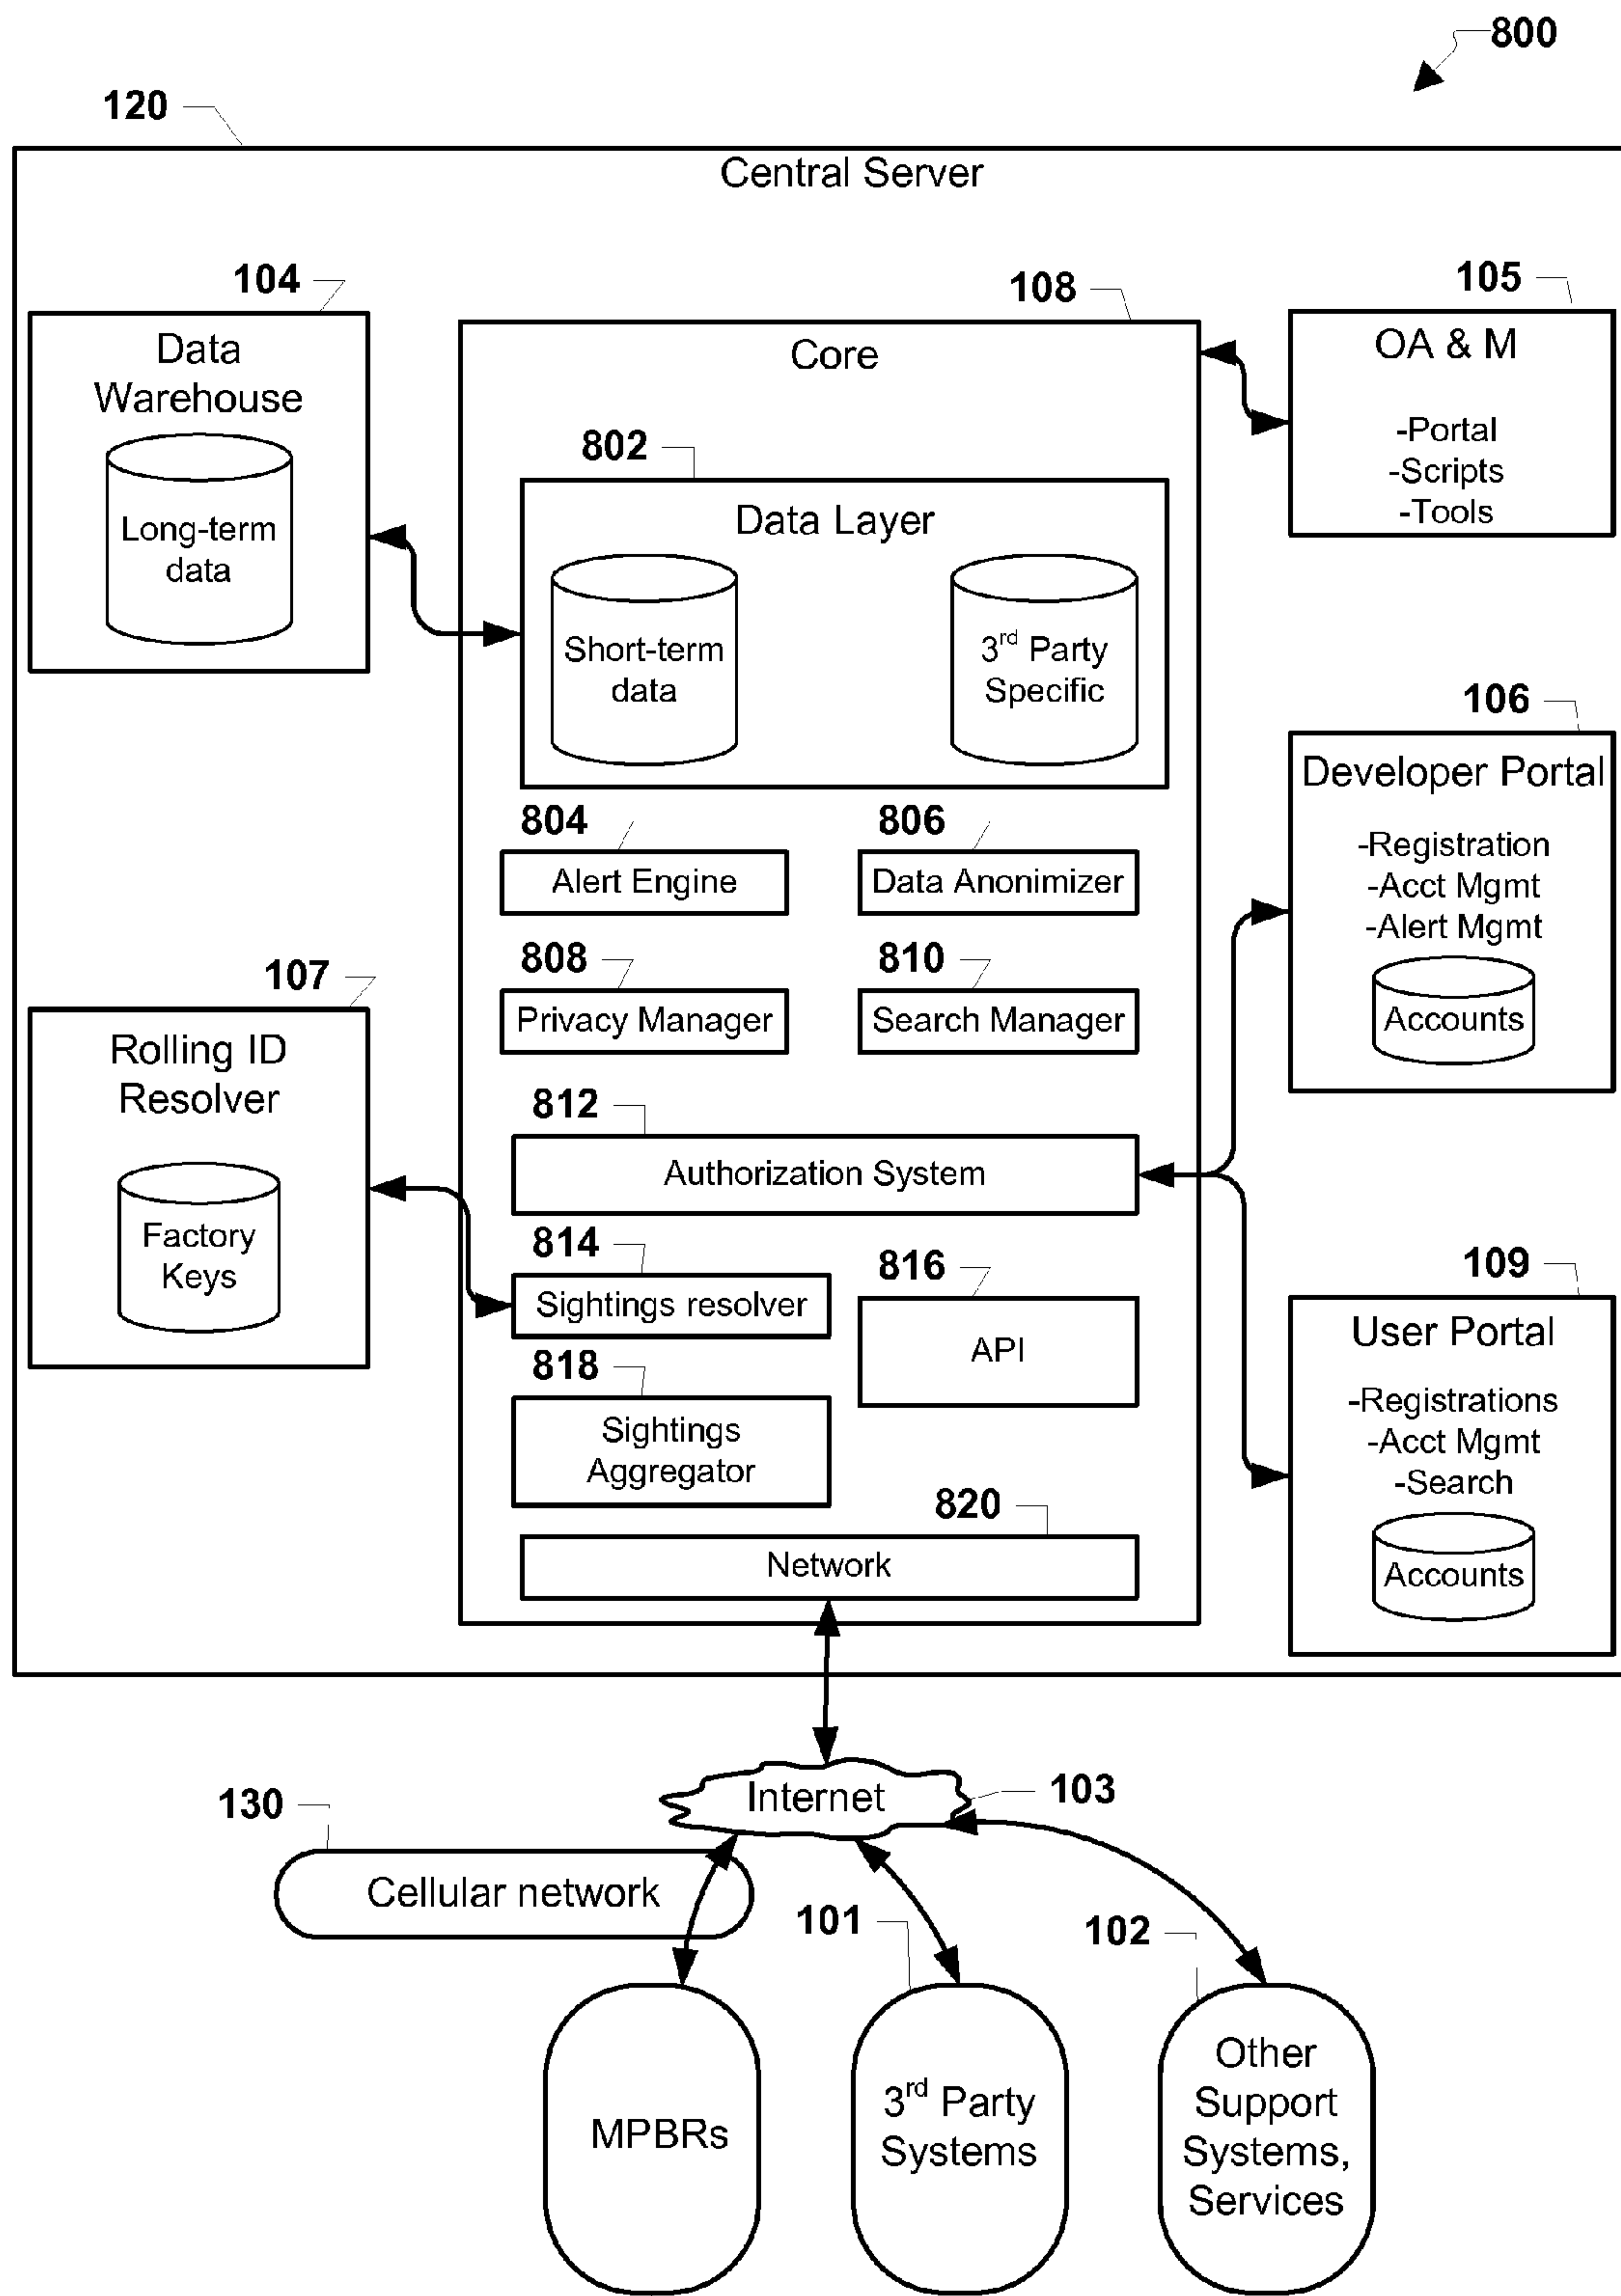 800
120
Central Server
104
Data
Warehouse
Long-term
data
108
Core
802
Data Layer
Short-term
data
3rd Party
Specific
804
Alert Engine
806
Data Anonimizer
808
Privacy Manager
810
Search Manager
812
Authorization System
814
Sightings resolver
816
API
818
Sightings
Aggregator
820
Network
105
OA & M
-Portal
-Scripts
-Tools
106
Developer Portal
-Registration
-Acct Mgmt
-Alert Mgmt
Accounts
107
Rolling ID
Resolver
Factory
Keys
109
User Portal
-Registrations
-Acct Mgmt
-Search
Accounts
Internet
103
130
Cellular network
MPBRs
101
3rd Party
Systems
102
Other
Support
Systems,
Services